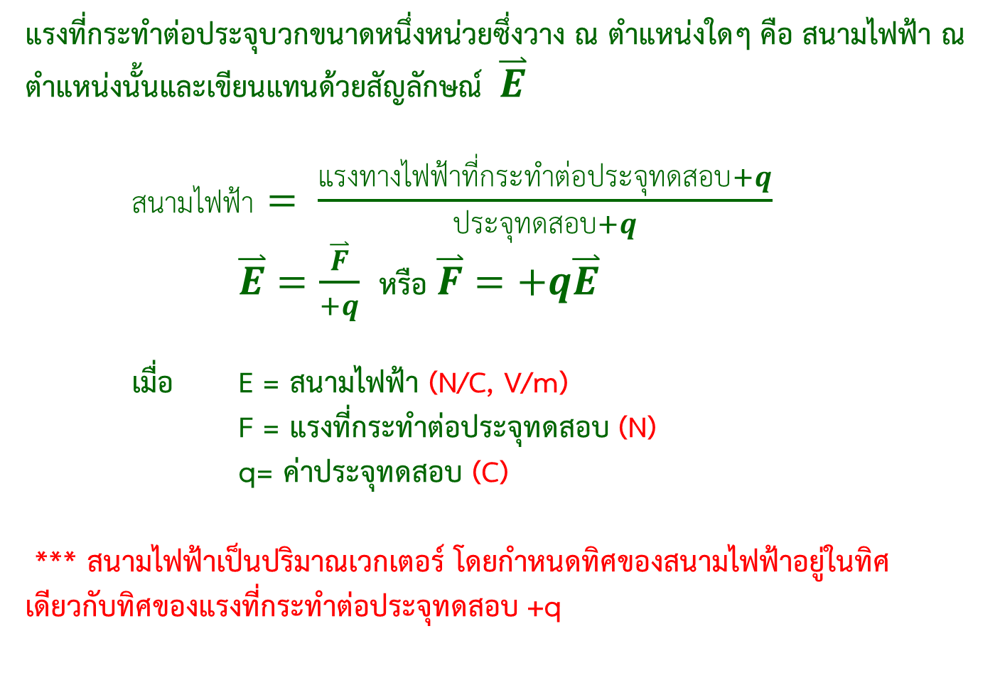 แรงที่กระทำต่อประจุบวกขนาดหนึ่งหน่วยซึ่งวาง ณ ตำแหน่งใดๆ คือ สนามไฟฟ้า ณ
ตำแหน่งนั้นและเขียนแทนด้วยสัญลักษณ์ \vec{E}
สนามไฟฟ้า = \frac{แรงทางไฟฟ้าที่กระทำต่อประจุทดสอบ+q}{ประจุทดสอบ+q}
\vec{E} = \frac{\vec{F}}{+q} หรือ \vec{F} = +q\vec{E}
เมื่อ E = สนามไฟฟ้า (N/C, V/m)
F = แรงที่กระทำต่อประจุทดสอบ (N)
q= ค่าประจุทดสอบ (C)
*** สนามไฟฟ้าเป็นปริมาณเวกเตอร์ โดยกำหนดทิศของสนามไฟฟ้าอยู่ในทิศ
เดียวกับทิศของแรงที่กระทำต่อประจุทดสอบ +q